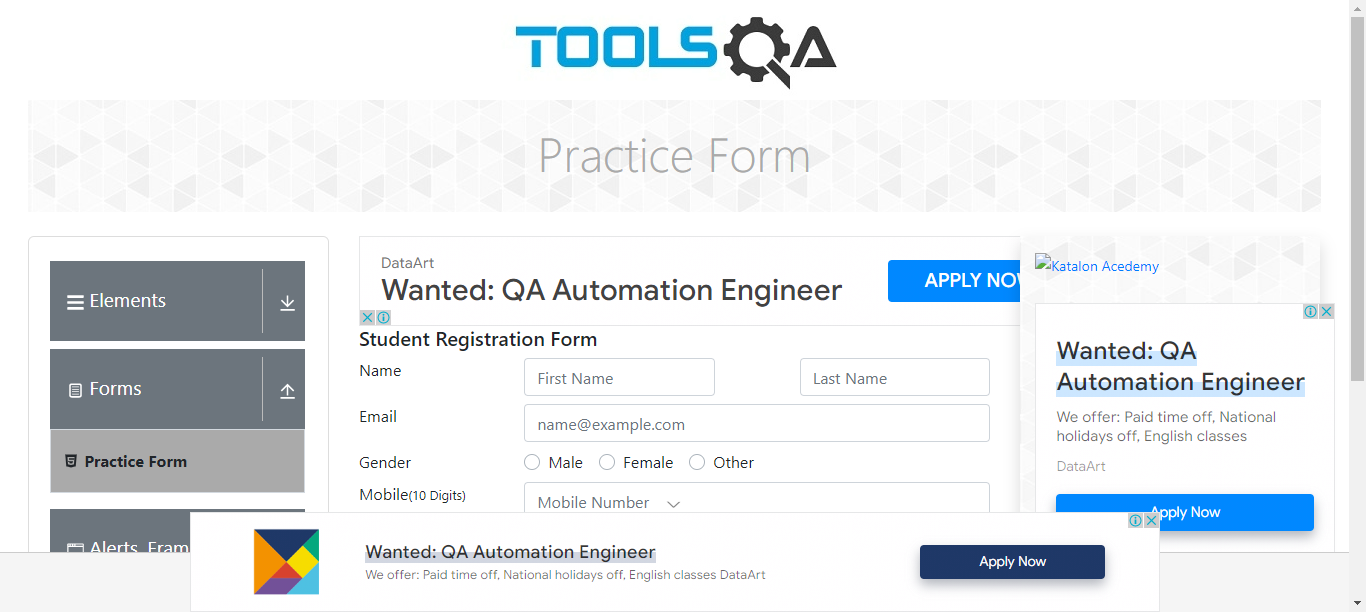 TOOLSQA
Practice Form
Elements
Forms
Practice Form
Alerts, Fram
DataArt
Wanted: QA Automation Engineer
APPLY NOW
Student Registration Form
Name
First Name
Last Name
Email
name@example.com
Gender
Male
Female
Other
Mobile(10 Digits)
Mobile Number
Katalon Acedemy
Wanted: QA
Automation Engineer
We offer: Paid time off, National
holidays off, English classes
DataArt
Apply Now
Wanted: QA Automation Engineer
We offer: Paid time off, National holidays off, English classes DataArt
Apply Now